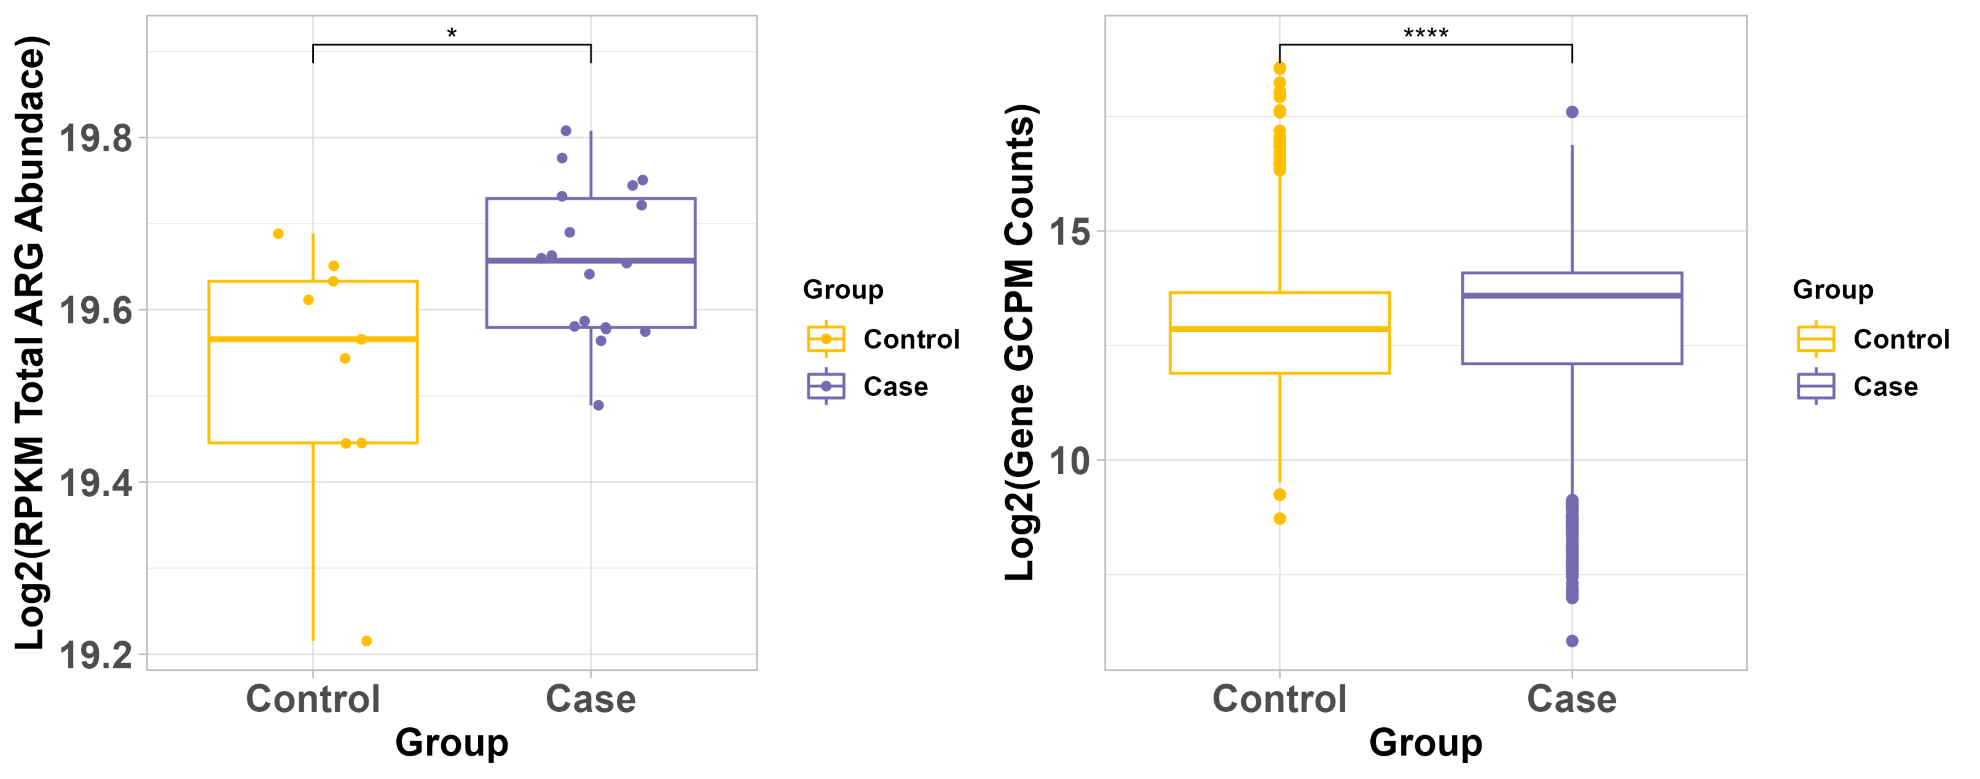 Log2(RPKM Total ARG Abundace)
19.8
19.6
19.4
19.2
*
Control
Case
Group
Group
Control
Case
Log2(Gene GCPM Counts)
15
10
****
Control
Case
Group
Group
Control
Case